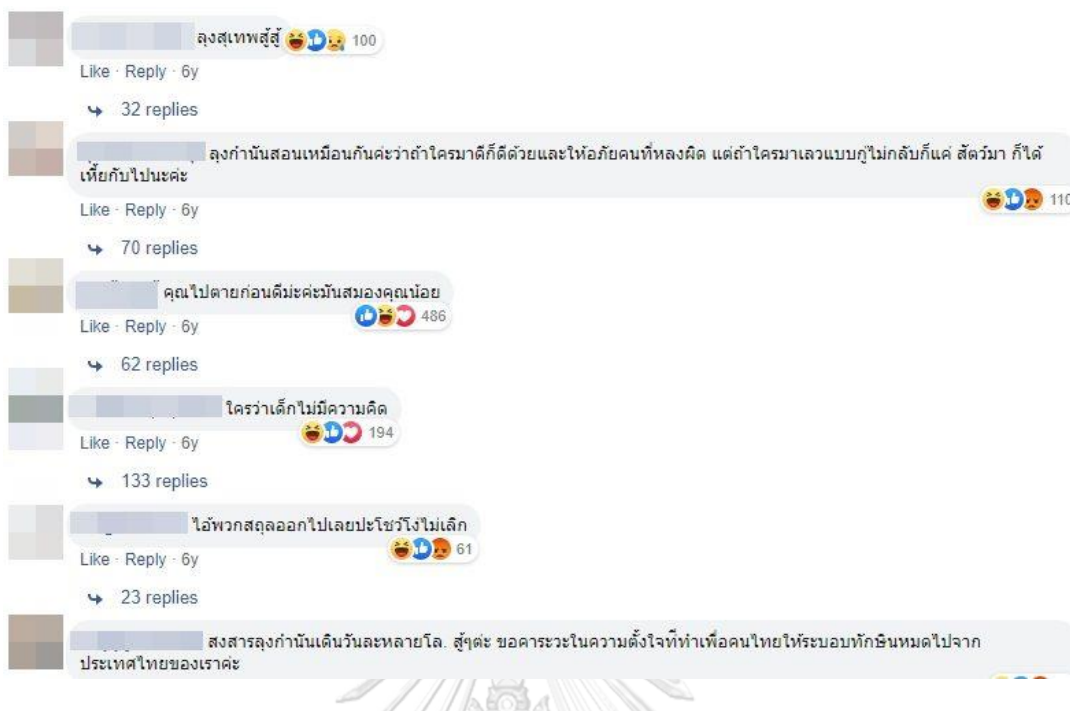 ลุงสุเทพสู้สู้
100
Like · Reply · 6y
32 replies
ลุงกำนันสอนเหมือนกันค่ะว่าถ้าใครมาดีก็ดีด้วยและให้อภัยคนที่หลงผิด แต่ถ้าใครมาเลวแบบกู่ไม่กลับก็แค่ สัตว์มา ก็ได้
เหี้ยกับไปนะค่ะ
110
Like · Reply · 6y
70 replies
คุณไปตายก่อนดีม่ะค่ะมันสมองคุณน้อย
486
Like · Reply · 6y
62 replies
ใครว่าเด็กไม่มีความคิด
194
Like · Reply · 6y
133 replies
ไอ้พวกสถุลออกไปเลยปะโชว์โง่ไม่เลิก
61
Like · Reply · 6y
23 replies
สงสารลุงกำนันเดินวันละหลายโล. สู้ๆต่ะ ขอคาระวะในความตั้งใจที่ทำเพื่อคนไทยให้ระบอบทักษินหมดไปจาก
ประเทศไทยของเราค่ะ